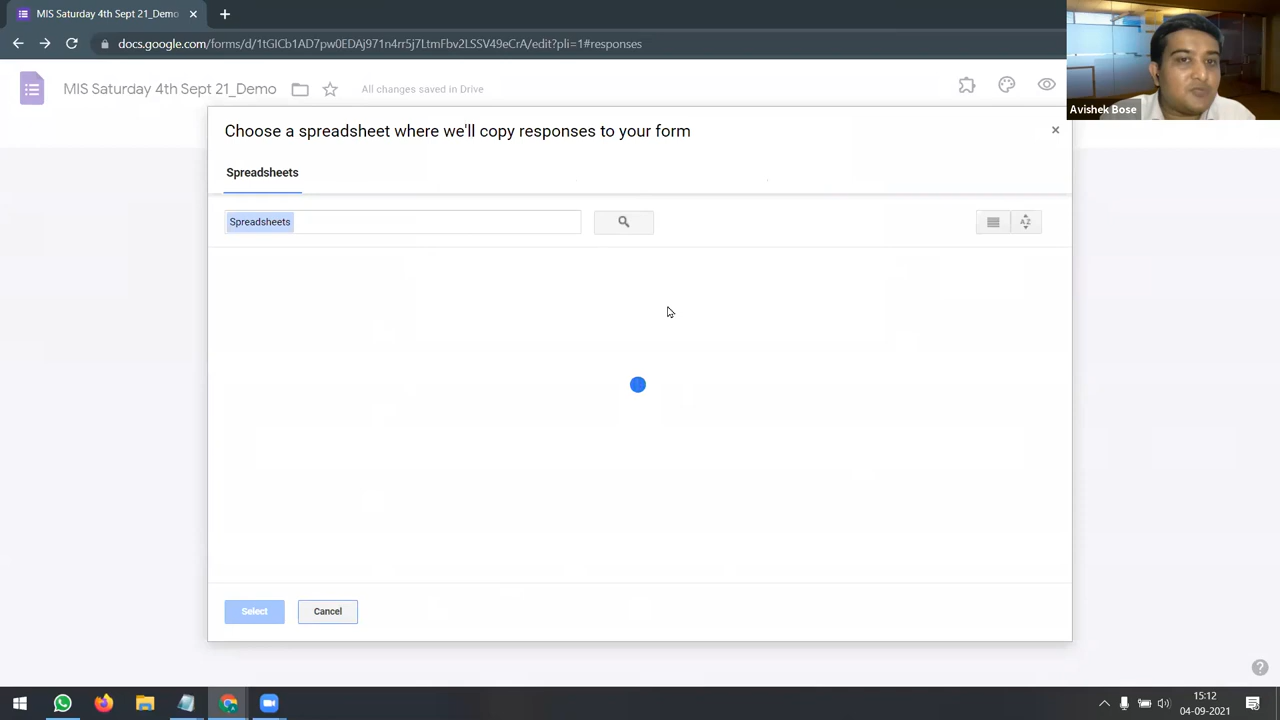 MIS Saturday 4th Sept 21_Demo
docs.google.com/forms/d/1tGICb1AD7pw0EDAj971n4rr5j7LtmFbv2LSSV49eCrA/edit?pli=1#responses
MIS Saturday 4th Sept 21_Demo
All changes saved in Drive
Avishek Bose
Choose a spreadsheet where we'll copy responses to your form
Spreadsheets
Spreadsheets
AZ
Select
Cancel
15:12
04-09-2021